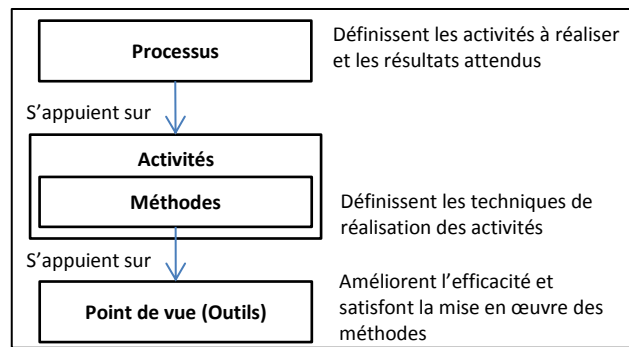 Processus
Définissent les activités à réaliser
et les résultats attendus
S’appuient sur
Activités
Méthodes
Définissent les techniques de
réalisation des activités
S’appuient sur
Point de vue (Outils)
Améliorent l’efficacité et
satisfont la mise en œuvre des
méthodes